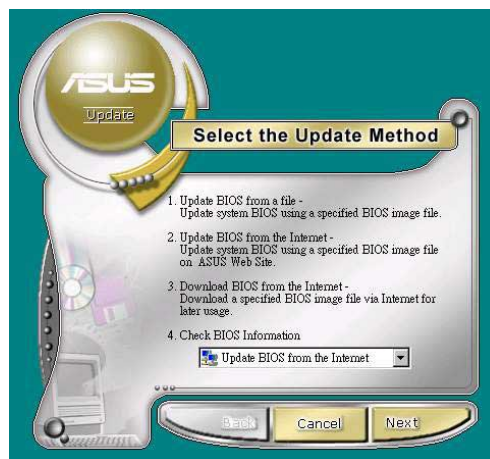 ASUS
Update
Select the Update Method
1. Update BIOS from a file -
Update system BIOS using a specified BIOS image file.
2. Update BIOS from the Internet -
Update system BIOS using a specified BIOS image file
on ASUS Web Site.
3. Download BIOS from the Internet -
Download a specified BIOS image file via Internet for
later usage.
4. Check BIOS Information
Update BIOS from the Internet
Back
Cancel
Next